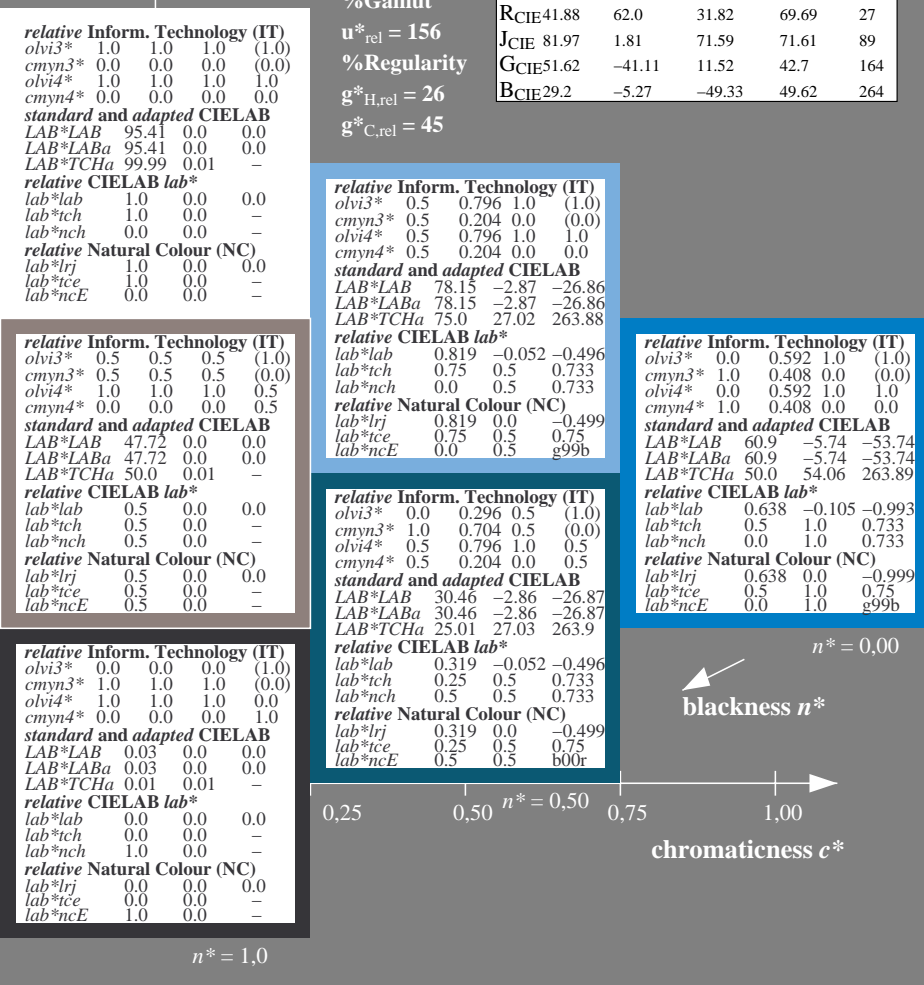 %Gamut
u*rel = 156
%Regularity
g*H,rel = 26
g*C,rel = 45
RCIE 41.88 62.0 31.82 69.69 27
JCIE 81.97 1.81 71.59 71.61 89
GCIE 51.62 −41.11 11.52 42.7 164
BCIE 29.2 −5.27 −49.33 49.62 264
relative Inform. Technology (IT)
olvi3* 1.0 1.0 1.0 (1.0)
cmyn3* 0.0 0.0 0.0 (0.0)
olvi4* 1.0 1.0 1.0 1.0
cmyn4* 0.0 0.0 0.0 0.0
standard and adapted CIELAB
LAB*LAB 95.41 0.0 0.0
LAB*LABa 95.41 0.0 0.0
LAB*TCHa 99.99 0.01 –
relative CIELAB lab*
lab*lab 1.0 0.0 0.0
lab*tch 1.0 0.0 –
lab*nch 0.0 0.0 –
relative Natural Colour (NC)
lab*lrj 1.0 0.0 0.0
lab*tce 1.0 0.0 –
lab*ncE 0.0 0.0 –
relative Inform. Technology (IT)
olvi3* 0.5 0.796 1.0 (1.0)
cmyn3* 0.5 0.204 0.0 (0.0)
olvi4* 0.5 0.796 1.0 1.0
cmyn4* 0.5 0.204 0.0 0.0
standard and adapted CIELAB
LAB*LAB 78.15 −2.87 −26.86
LAB*LABa 78.15 −2.87 −26.86
LAB*TCHa 75.0 27.02 263.88
relative CIELAB lab*
lab*lab 0.819 −0.052 −0.496
lab*tch 0.75 0.5 0.733
lab*nch 0.0 0.5 0.733
relative Natural Colour (NC)
lab*lrj 0.819 0.0 −0.499
lab*tce 0.75 0.5 0.75
lab*ncE 0.0 0.5 g99b
relative Inform. Technology (IT)
olvi3* 0.5 0.5 0.5 (1.0)
cmyn3* 0.5 0.5 0.5 (0.0)
olvi4* 1.0 1.0 1.0 0.5
cmyn4* 0.0 0.0 0.0 0.5
standard and adapted CIELAB
LAB*LAB 47.72 0.0 0.0
LAB*LABa 47.72 0.0 0.0
LAB*TCHa 50.0 0.01 –
relative CIELAB lab*
lab*lab 0.5 0.0 0.0
lab*tch 0.5 0.0 –
lab*nch 0.5 0.0 –
relative Natural Colour (NC)
lab*lrj 0.5 0.0 0.0
lab*tce 0.5 0.0 –
lab*ncE 0.5 0.0 –
relative Inform. Technology (IT)
olvi3* 0.0 0.592 1.0 (1.0)
cmyn3* 1.0 0.408 0.0 (0.0)
olvi4* 0.0 0.592 1.0 1.0
cmyn4* 1.0 0.408 0.0 0.0
standard and adapted CIELAB
LAB*LAB 60.9 −5.74 −53.74
LAB*LABa 60.9 −5.74 −53.74
LAB*TCHa 50.0 54.06 263.89
relative CIELAB lab*
lab*lab 0.638 −0.105 −0.993
lab*tch 0.5 1.0 0.733
lab*nch 0.0 1.0 0.733
relative Natural Colour (NC)
lab*lrj 0.638 0.0 −0.999
lab*tce 0.5 1.0 0.75
lab*ncE 0.0 1.0 g99b
relative Inform. Technology (IT)
olvi3* 0.0 0.296 0.5 (1.0)
cmyn3* 1.0 0.704 0.5 (0.0)
olvi4* 0.5 0.796 1.0 0.5
cmyn4* 0.5 0.204 0.0 0.5
standard and adapted CIELAB
LAB*LAB 30.46 −2.86 −26.87
LAB*LABa 30.46 −2.86 −26.87
LAB*TCHa 25.01 27.03 263.9
relative CIELAB lab*
lab*lab 0.319 −0.052 −0.496
lab*tch 0.25 0.5 0.733
lab*nch 0.5 0.5 0.733
relative Natural Colour (NC)
lab*lrj 0.319 0.0 −0.499
lab*tce 0.25 0.5 0.75
lab*ncE 0.5 0.5 b00r
n* = 0,00
blackness n*
relative Inform. Technology (IT)
olvi3* 0.0 0.0 0.0 (1.0)
cmyn3* 1.0 1.0 1.0 (0.0)
olvi4* 1.0 1.0 1.0 0.0
cmyn4* 0.0 0.0 0.0 1.0
standard and adapted CIELAB
LAB*LAB 0.03 0.0 0.0
LAB*LABa 0.03 0.0 0.0
LAB*TCHa 0.01 0.01 –
relative CIELAB lab*
lab*lab 0.0 0.0 0.0
lab*tch 0.0 0.0 –
lab*nch 1.0 0.0 –
relative Natural Colour (NC)
lab*lrj 0.0 0.0 0.0
lab*tce 0.0 0.0 –
lab*ncE 1.0 0.0 –
0,25 0,50 n* = 0,50 0,75 1,00
chromaticness c*
n* = 1,0